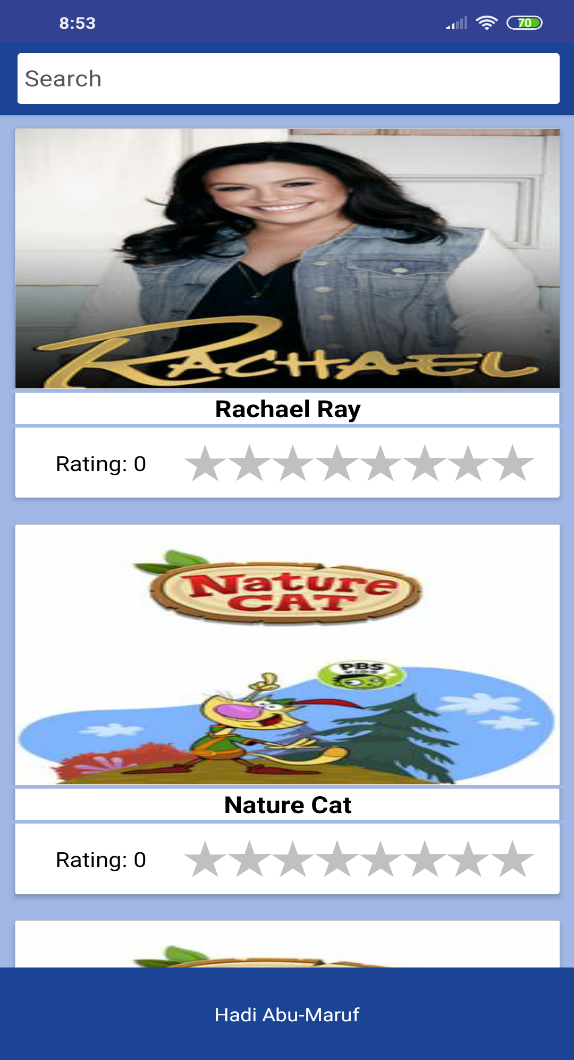 8:53
70
Search
RACHAEL
Rachael Ray
Rating: 0
Nature
CAT
PBS
KIDS
Nature Cat
Rating: 0
Hadi Abu-Maruf